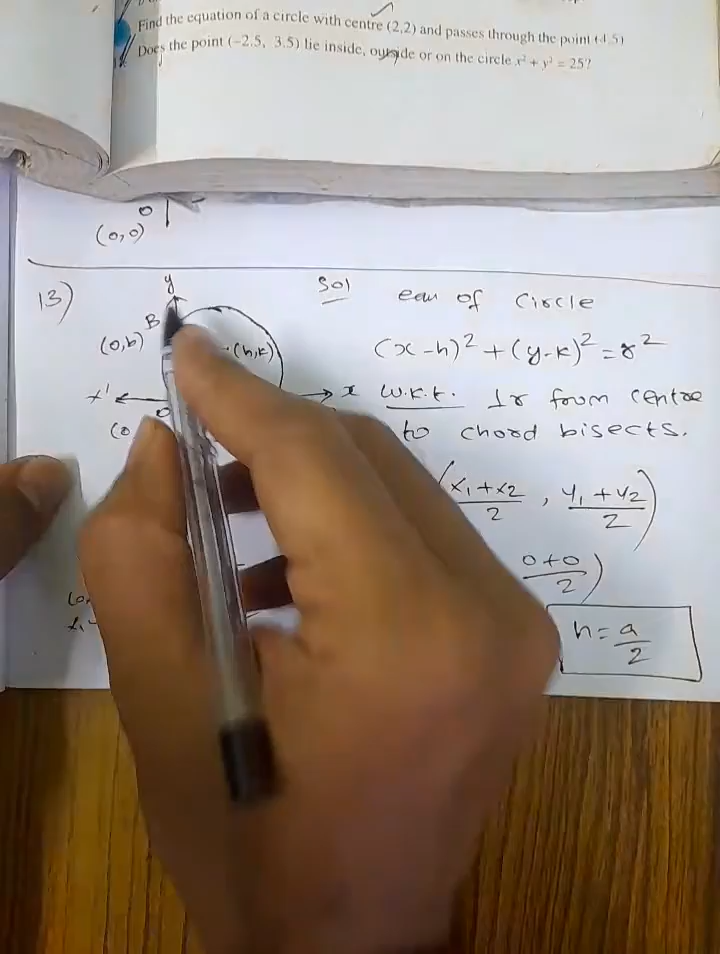 Find the equation of a circle with centre (2,2) and passes through the point (4,5)
Does the point (−2.5, 3.5) lie inside, outside or on the circle x² + y² = 25?
0
(0,0)
13)
y
B
(0,b)
(h,k)
x' x
0
(0
Sol
eqn of Circle
(x-h)² + (y-k)² = r²
W.K.t. ⊥r from centre
to chord bisects.
(x₁+x₂/2 , y₁+y₂/2)
0+0/2)
h=a/2